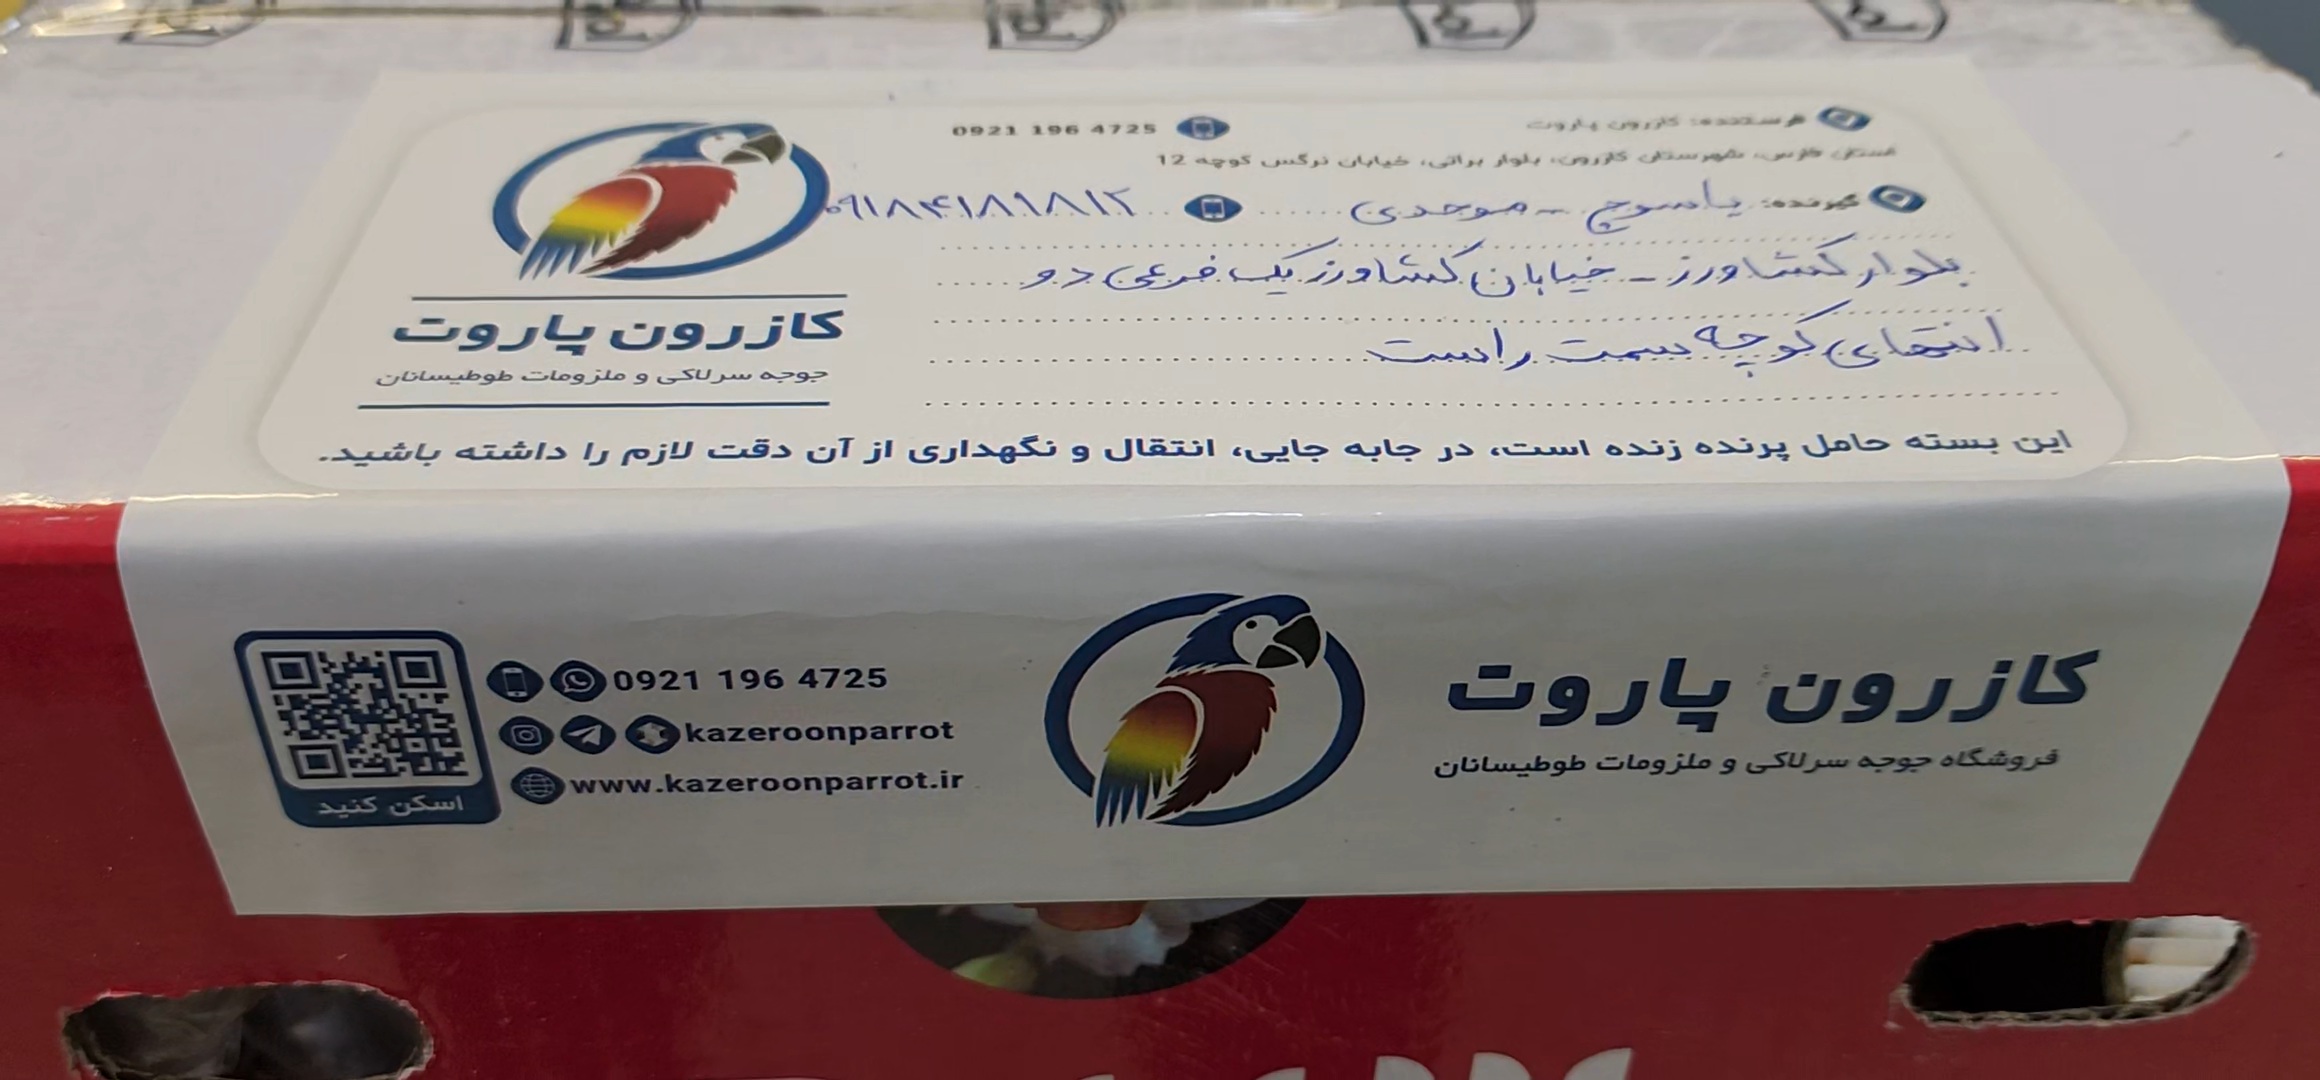 فرستنده: کازرون پاروت
0921 196 4725
استان فارس، شهرستان کازرون، بلوار براتی، خیابان نرگس کوچه 12
گیرنده: یاسوج - موحدی ۰۹۱۸۴۱۸۱۸۱۲
بلوار کشاورز - خیابان کشاورز یک فرعی دو
انتهای کوچه سمت راست
کازرون پاروت
جوجه سرلاکی و ملزومات طوطیسانان
این بسته حامل پرنده زنده است، در جابه جایی، انتقال و نگهداری از آن دقت لازم را داشته باشید.
کازرون پاروت
فروشگاه جوجه سرلاکی و ملزومات طوطیسانان
0921 196 4725
kazeroonparrot
www.kazeroonparrot.ir
اسکن کنید